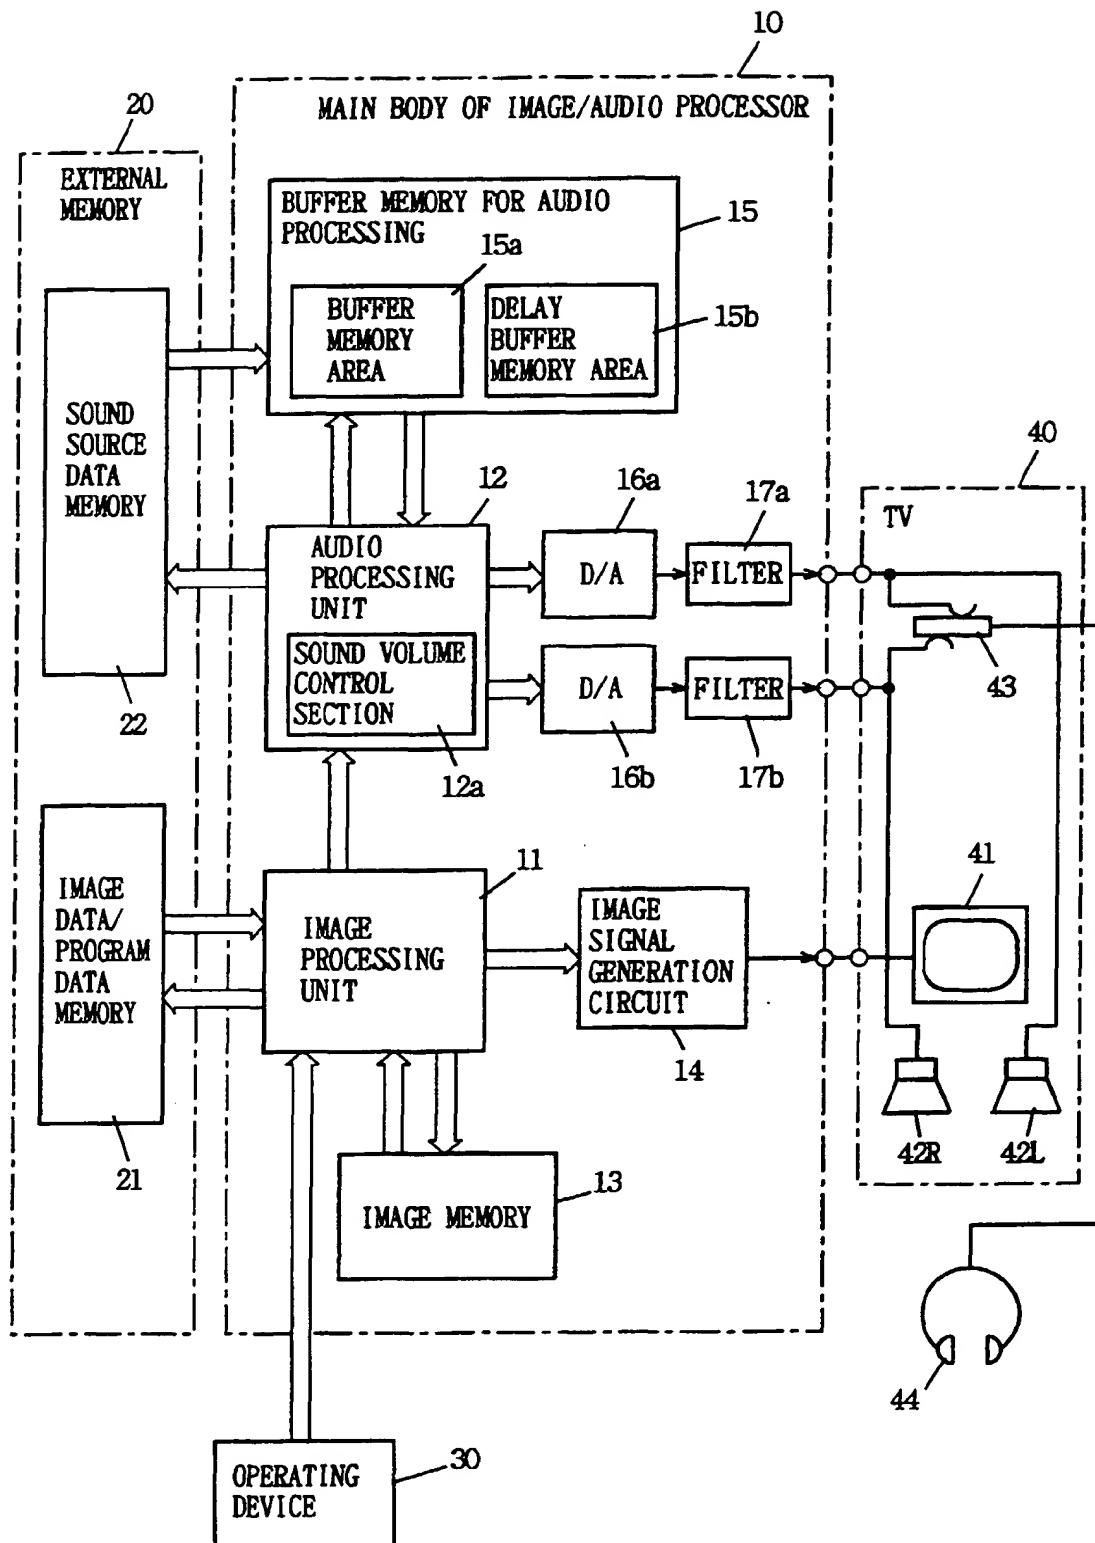 10
MAIN BODY OF IMAGE/AUDIO PROCESSOR
20
EXTERNAL
MEMORY
BUFFER MEMORY FOR AUDIO
PROCESSING
15
15a
BUFFER
MEMORY
AREA
DELAY
BUFFER
MEMORY AREA
15b
SOUND
SOURCE
DATA
MEMORY
22
12
AUDIO
PROCESSING
UNIT
SOUND VOLUME
CONTROL
SECTION
12a
16a
D/A
17a
FILTER
D/A
16b
FILTER
17b
40
TV
43
IMAGE
DATA/
PROGRAM
DATA
MEMORY
21
11
IMAGE
PROCESSING
UNIT
IMAGE
SIGNAL
GENERATION
CIRCUIT
14
41
42R
42L
13
IMAGE MEMORY
44
30
OPERATING
DEVICE